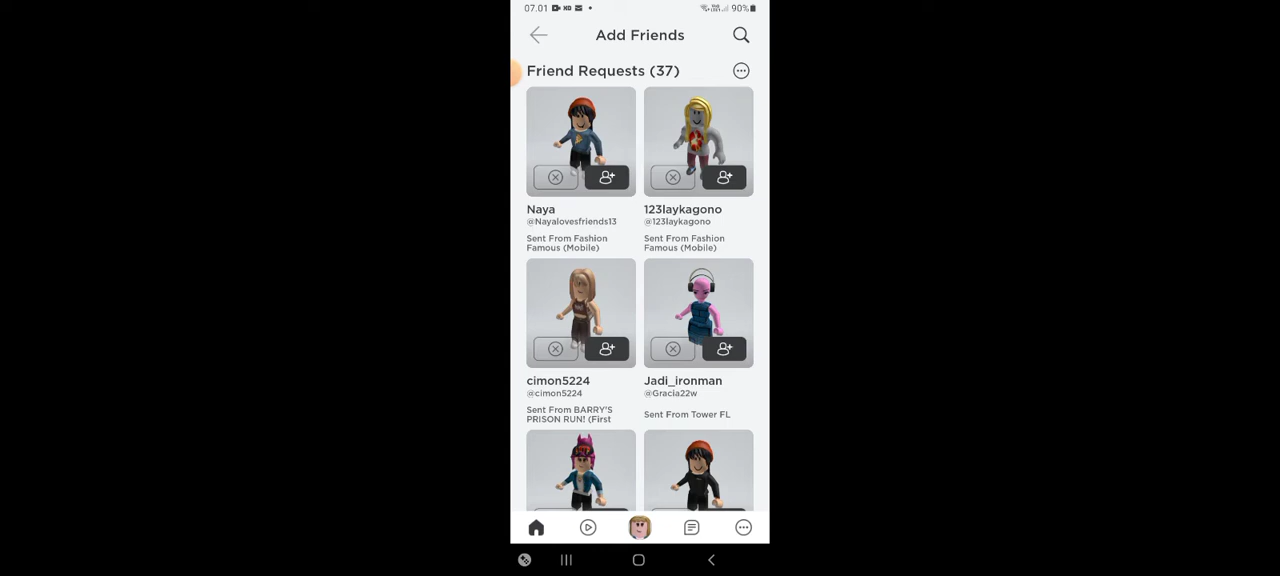 07.01 90%
Add Friends
Friend Requests (37)
Naya
@Nayalovesfriends13
Sent From Fashion
Famous (Mobile)
123laykagono
@123laykagono
Sent From Fashion
Famous (Mobile)
cimon5224
@cimon5224
Sent From BARRY'S
PRISON RUN! (First
Jadi_ironman
@Gracia22w
Sent From Tower FL